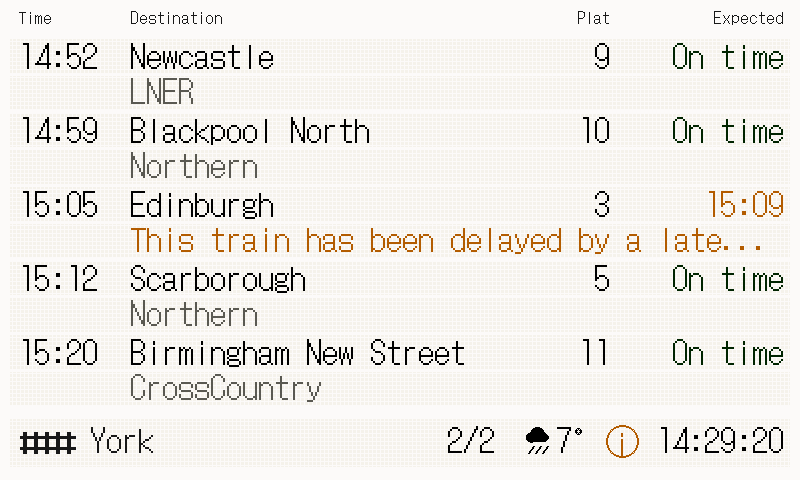 Time Destination Plat Expected
14:52 Newcastle 9 On time
LNER
14:59 Blackpool North 10 On time
Northern
15:05 Edinburgh 3 15:09
This train has been delayed by a late...
15:12 Scarborough 5 On time
Northern
15:20 Birmingham New Street 11 On time
CrossCountry
York 2/2 7° i 14:29:20